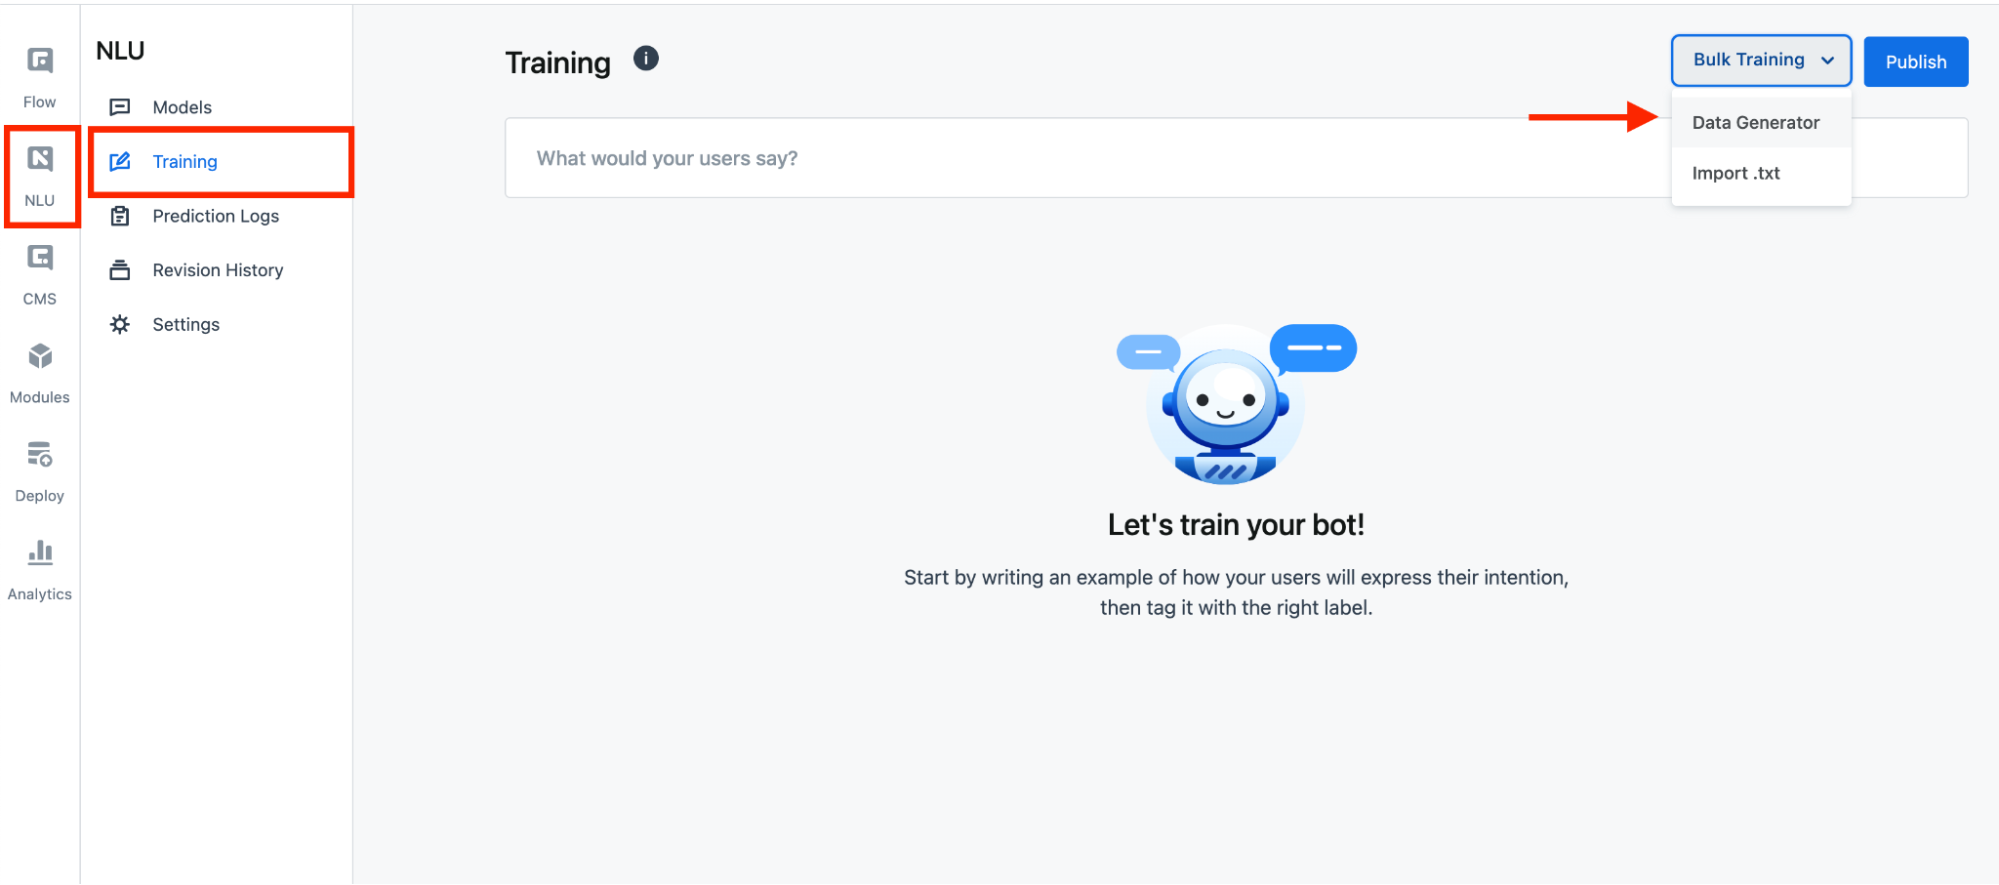 Flow
NLU
CMS
Modules
Deploy
Analytics
NLU
Models
Training
Prediction Logs
Revision History
Settings
Training
Bulk Training
Publish
Data Generator
Import .txt
What would your users say?
Let's train your bot!
Start by writing an example of how your users will express their intention,
then tag it with the right label.